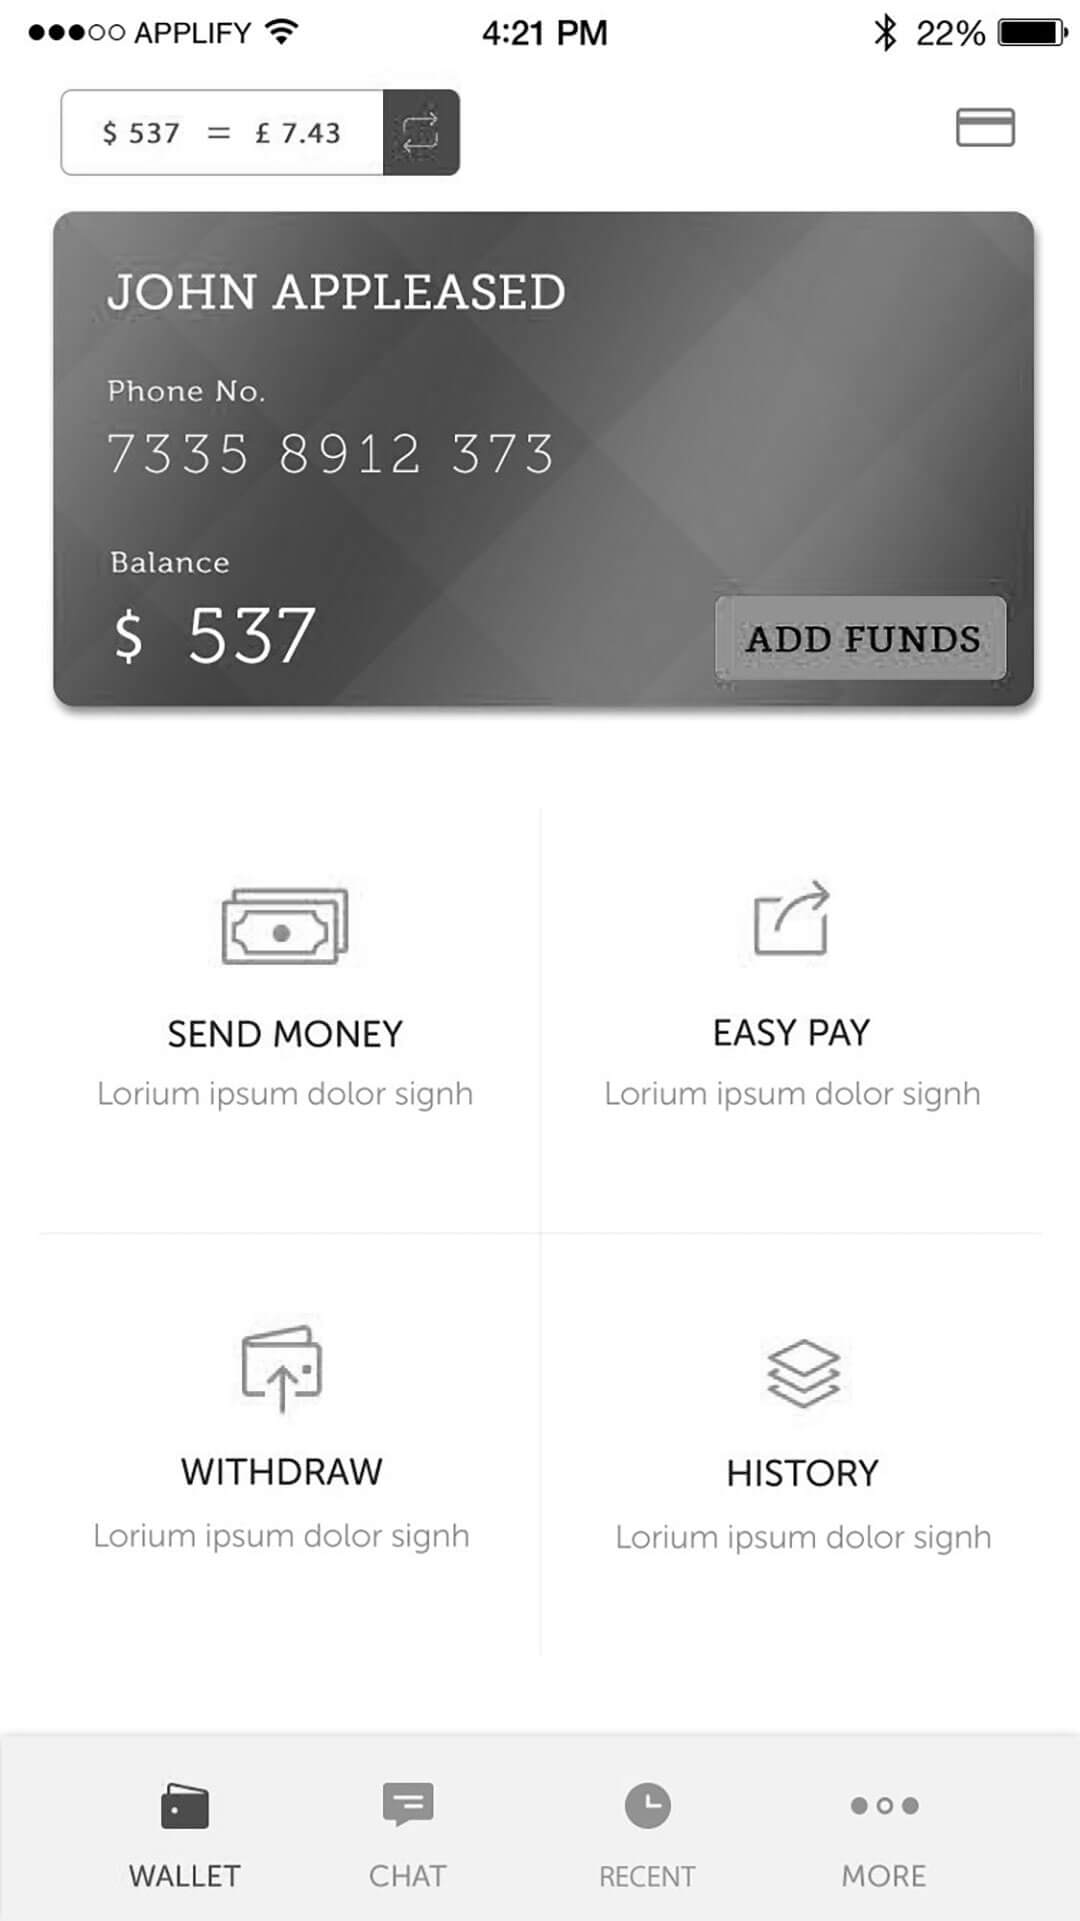 APPLIFY 4:21 PM 22%
$ 537 = £ 7.43
JOHN APPLEASED
Phone No.
7335 8912 373
Balance
$ 537
ADD FUNDS
SEND MONEY
Lorium ipsum dolor signh
EASY PAY
Lorium ipsum dolor signh
WITHDRAW
Lorium ipsum dolor signh
HISTORY
Lorium ipsum dolor signh
WALLET CHAT RECENT MORE